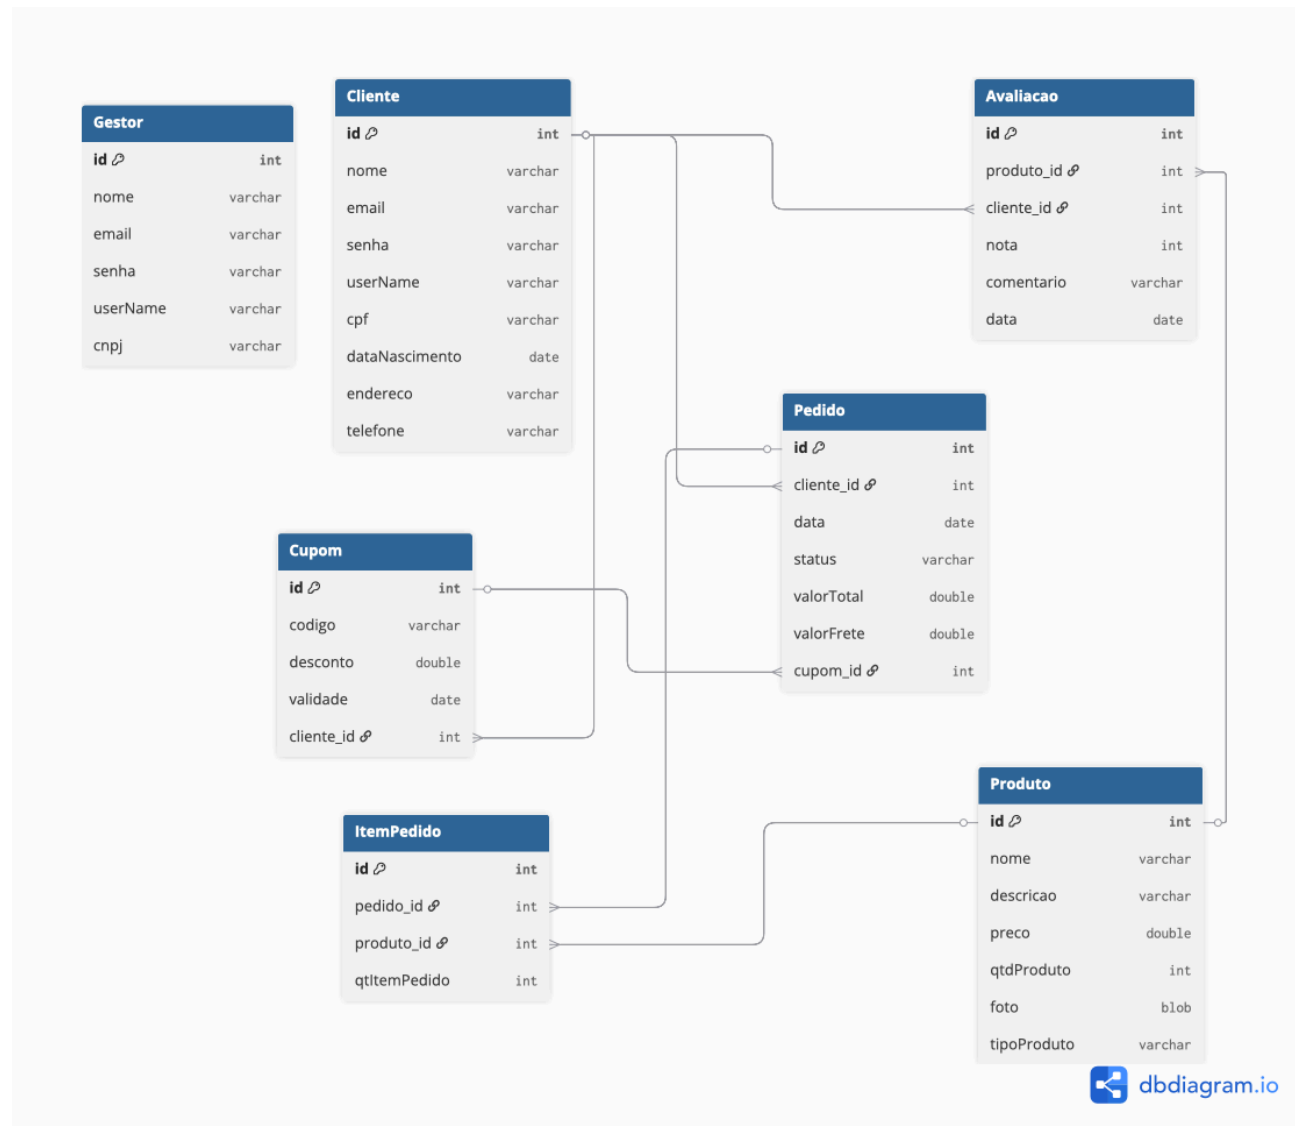 Gestor
id int
nome varchar
email varchar
senha varchar
userName varchar
cnpj varchar
Cliente
id int
nome varchar
email varchar
senha varchar
userName varchar
cpf varchar
dataNascimento date
endereco varchar
telefone varchar
Avaliacao
id int
produto_id int
cliente_id int
nota int
comentario varchar
data date
Pedido
id int
cliente_id int
data date
status varchar
valorTotal double
valorFrete double
cupom_id int
Cupom
id int
codigo varchar
desconto double
validade date
cliente_id int
ItemPedido
id int
pedido_id int
produto_id int
qtItemPedido int
Produto
id int
nome varchar
descricao varchar
preco double
qtdProduto int
foto blob
tipoProduto varchar
dbdiagram.io